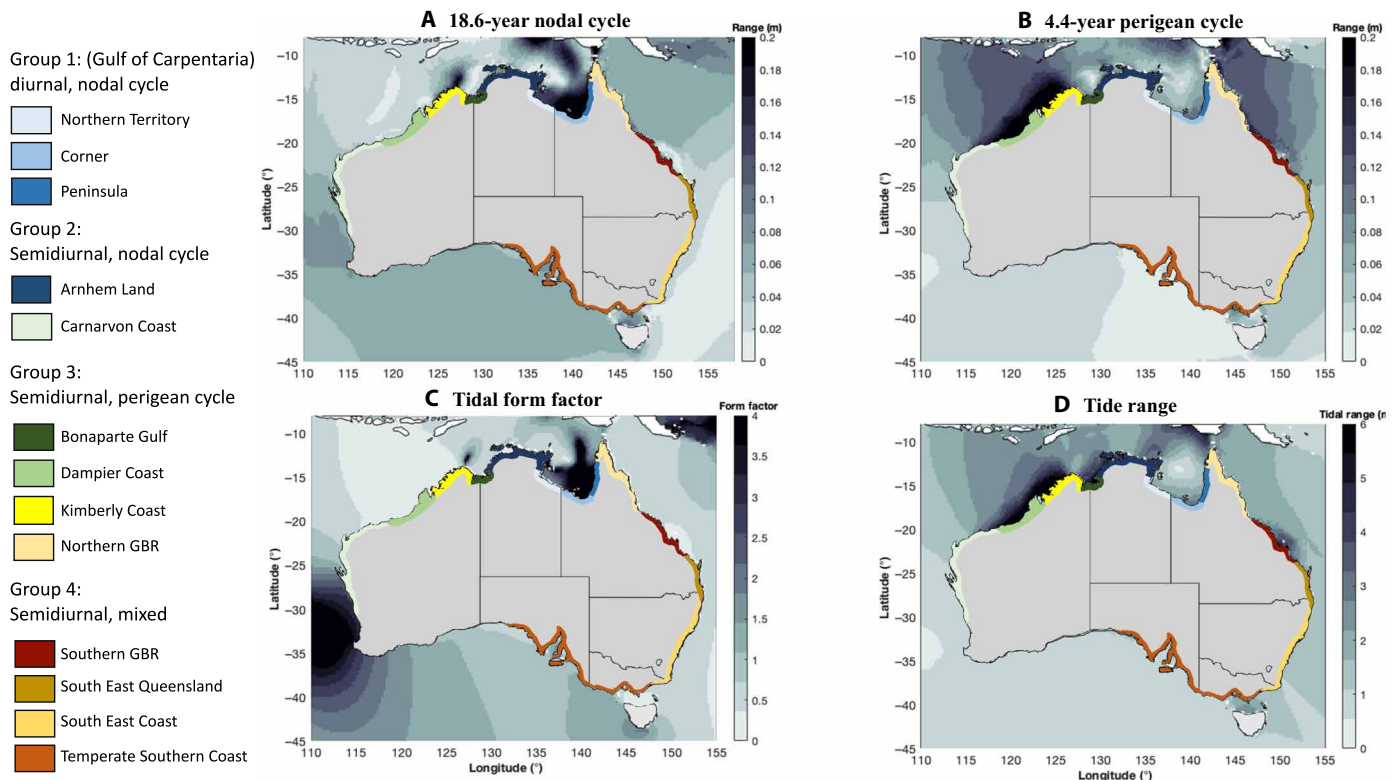 Group 1: (Gulf of Carpentaria)
diurnal, nodal cycle
Northern Territory
Corner
Peninsula
Group 2:
Semidiurnal, nodal cycle
Arnhem Land
Carnarvon Coast
Group 3:
Semidiurnal, perigean cycle
Bonaparte Gulf
Dampier Coast
Kimberly Coast
Northern GBR
Group 4:
Semidiurnal, mixed
Southern GBR
South East Queensland
South East Coast
Temperate Southern Coast
A 18.6-year nodal cycle
Range (m)
0.2
0.18
0.16
0.14
0.12
0.1
0.08
0.06
0.04
0.02
0
Latitude (°)
−10
−15
−20
−25
−30
−35
−40
−45
110 115 120 125 130 135 140 145 150 155
B 4.4-year perigean cycle
Range (m)
0.2
0.18
0.16
0.14
0.12
0.1
0.08
0.06
0.04
0.02
0
Latitude (°)
−10
−15
−20
−25
−30
−35
−40
−45
110 115 120 125 130 135 140 145 150 155
C Tidal form factor
Form factor
4
3.5
3
2.5
2
1.5
1
0.5
0
Latitude (°)
−10
−15
−20
−25
−30
−35
−40
−45
110 115 120 125 130 135 140 145 150 155
Longitude (°)
D Tide range
Tidal range (m
6
5
4
3
2
1
0
Latitude (°)
−10
−15
−20
−25
−30
−35
−40
−45
110 115 120 125 130 135 140 145 150 155
Longitude (°)